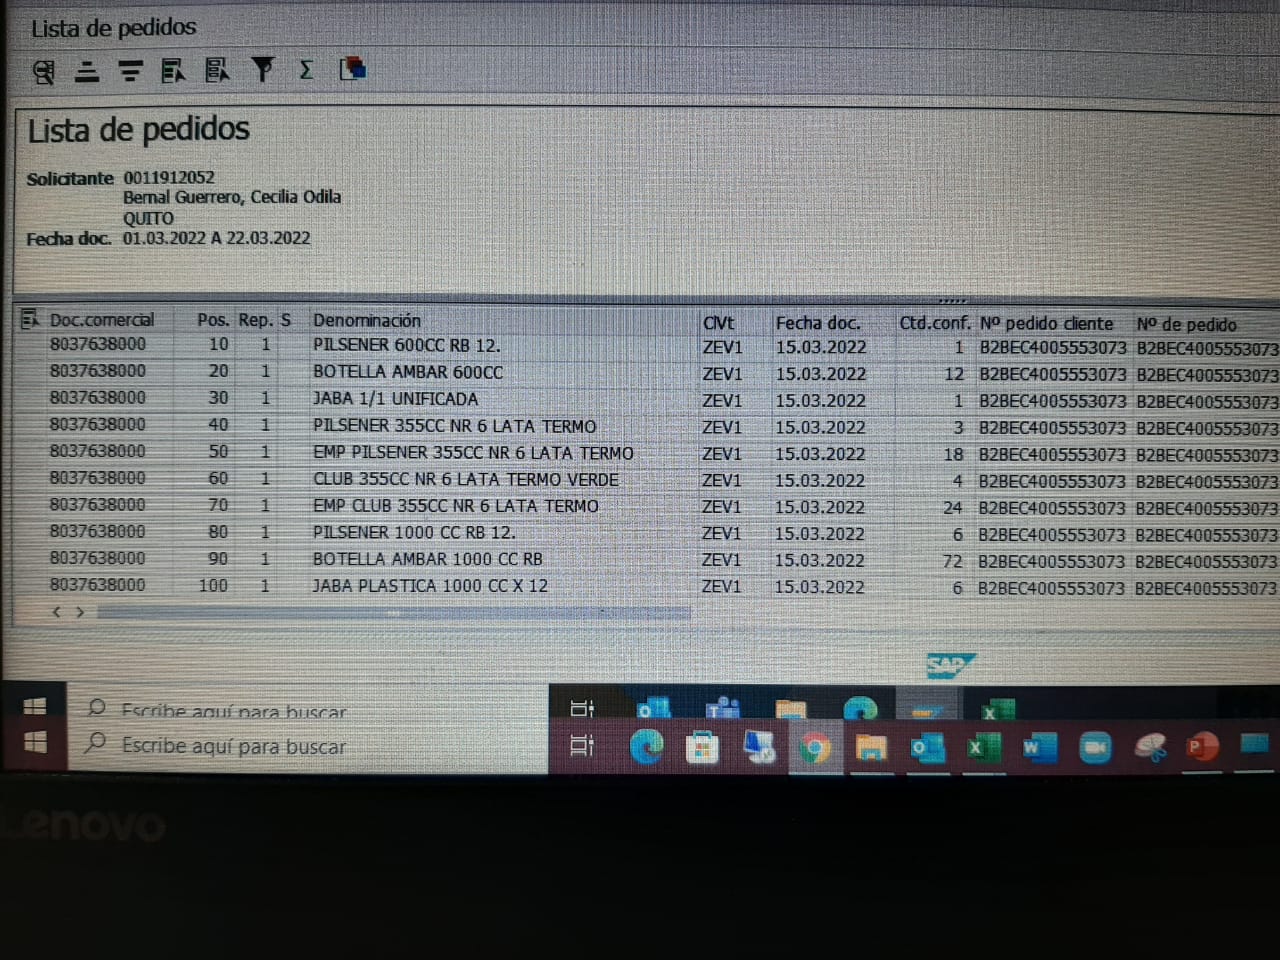 Lista de pedidos
Lista de pedidos
Solicitante 0011912052
Bernal Guerrero, Cecilia Odila
QUITO
Fecha doc. 01.03.2022 A 22.03.2022
Doc.comercial Pos. Rep. S Denominación ClVt Fecha doc. Ctd.conf. Nº pedido cliente Nº de pedido
8037638000 10 1 PILSENER 600CC RB 12. ZEV1 15.03.2022 1 B2BEC4005553073 B2BEC4005553073
8037638000 20 1 BOTELLA AMBAR 600CC ZEV1 15.03.2022 12 B2BEC4005553073 B2BEC4005553073
8037638000 30 1 JABA 1/1 UNIFICADA ZEV1 15.03.2022 1 B2BEC4005553073 B2BEC4005553073
8037638000 40 1 PILSENER 355CC NR 6 LATA TERMO ZEV1 15.03.2022 3 B2BEC4005553073 B2BEC4005553073
8037638000 50 1 EMP PILSENER 355CC NR 6 LATA TERMO ZEV1 15.03.2022 18 B2BEC4005553073 B2BEC4005553073
8037638000 60 1 CLUB 355CC NR 6 LATA TERMO VERDE ZEV1 15.03.2022 4 B2BEC4005553073 B2BEC4005553073
8037638000 70 1 EMP CLUB 355CC NR 6 LATA TERMO ZEV1 15.03.2022 24 B2BEC4005553073 B2BEC4005553073
8037638000 80 1 PILSENER 1000 CC RB 12. ZEV1 15.03.2022 6 B2BEC4005553073 B2BEC4005553073
8037638000 90 1 BOTELLA AMBAR 1000 CC RB ZEV1 15.03.2022 72 B2BEC4005553073 B2BEC4005553073
8037638000 100 1 JABA PLASTICA 1000 CC X 12 ZEV1 15.03.2022 6 B2BEC4005553073 B2BEC4005553073
SAP
Escribe aquí para buscar
Escribe aquí para buscar
Lenovo